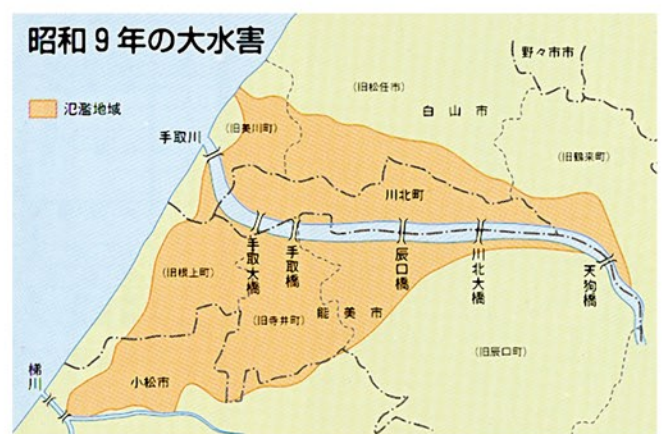 昭和9年の大水害
氾濫地域
野々市市
(旧松任市)
白山市
手取川
(旧美川町)
(旧鶴来町)
川北町
手取大橋
手取橋
辰口橋
川北大橋
天狗橋
(旧根上町)
(旧寺井町)
能美市
(旧辰口町)
小松市
梯川